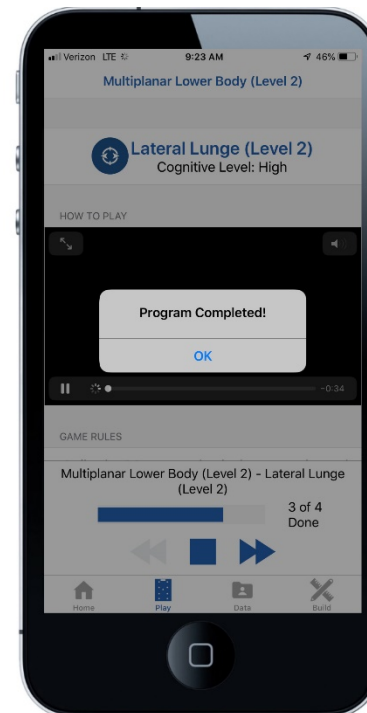 Verizon LTE 9:23 AM 46%
Multiplanar Lower Body (Level 2)
Lateral Lunge (Level 2)
Cognitive Level: High
HOW TO PLAY
Program Completed!
OK
-0:34
GAME RULES
Multiplanar Lower Body (Level 2) - Lateral Lunge
(Level 2)
3 of 4
Done
Home Play Data Build